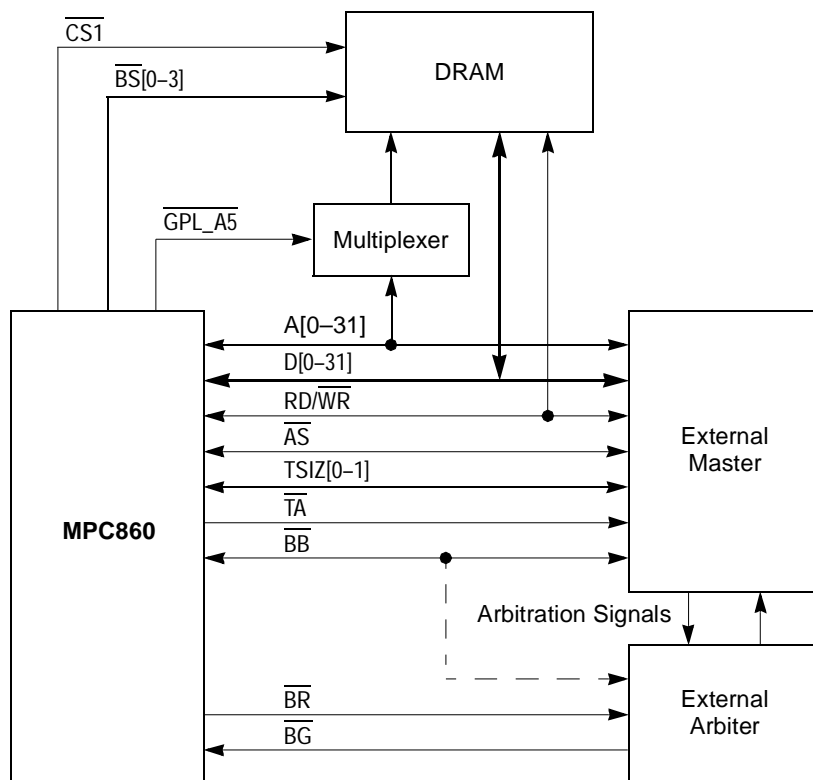 CS1
DRAM
BS[0–3]
GPL_A5
Multiplexer
A[0–31]
D[0–31]
RD/WR
AS
External
Master
TSIZ[0–1]
TA
MPC860
BB
Arbitration Signals
BR
External
Arbiter
BG